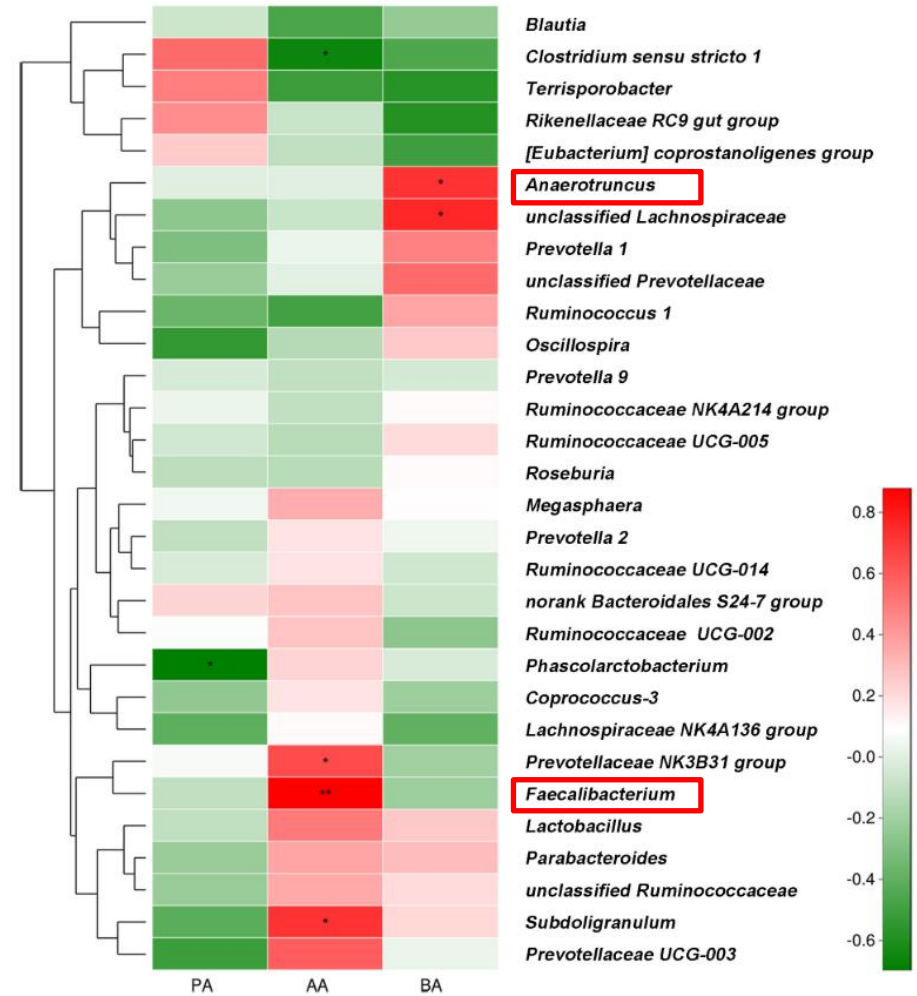 Blautia
* Clostridium sensu stricto 1
Terrisporobacter
Rikenellaceae RC9 gut group
[Eubacterium] coprostanoligenes group
* Anaerotruncus
* unclassified Lachnospiraceae
Prevotella 1
unclassified Prevotellaceae
Ruminococcus 1
Oscillospira
Prevotella 9
Ruminococcaceae NK4A214 group
Ruminococcaceae UCG-005
Roseburia
Megasphaera
Prevotella 2
Ruminococcaceae UCG-014
norank Bacteroidales S24-7 group
Ruminococcaceae UCG-002
* Phascolarctobacterium
Coprococcus-3
Lachnospiraceae NK4A136 group
* Prevotellaceae NK3B31 group
** Faecalibacterium
Lactobacillus
Parabacteroides
unclassified Ruminococcaceae
* Subdoligranulum
Prevotellaceae UCG-003
PA AA BA
0.8
0.6
0.4
0.2
-0.0
-0.2
-0.4
-0.6